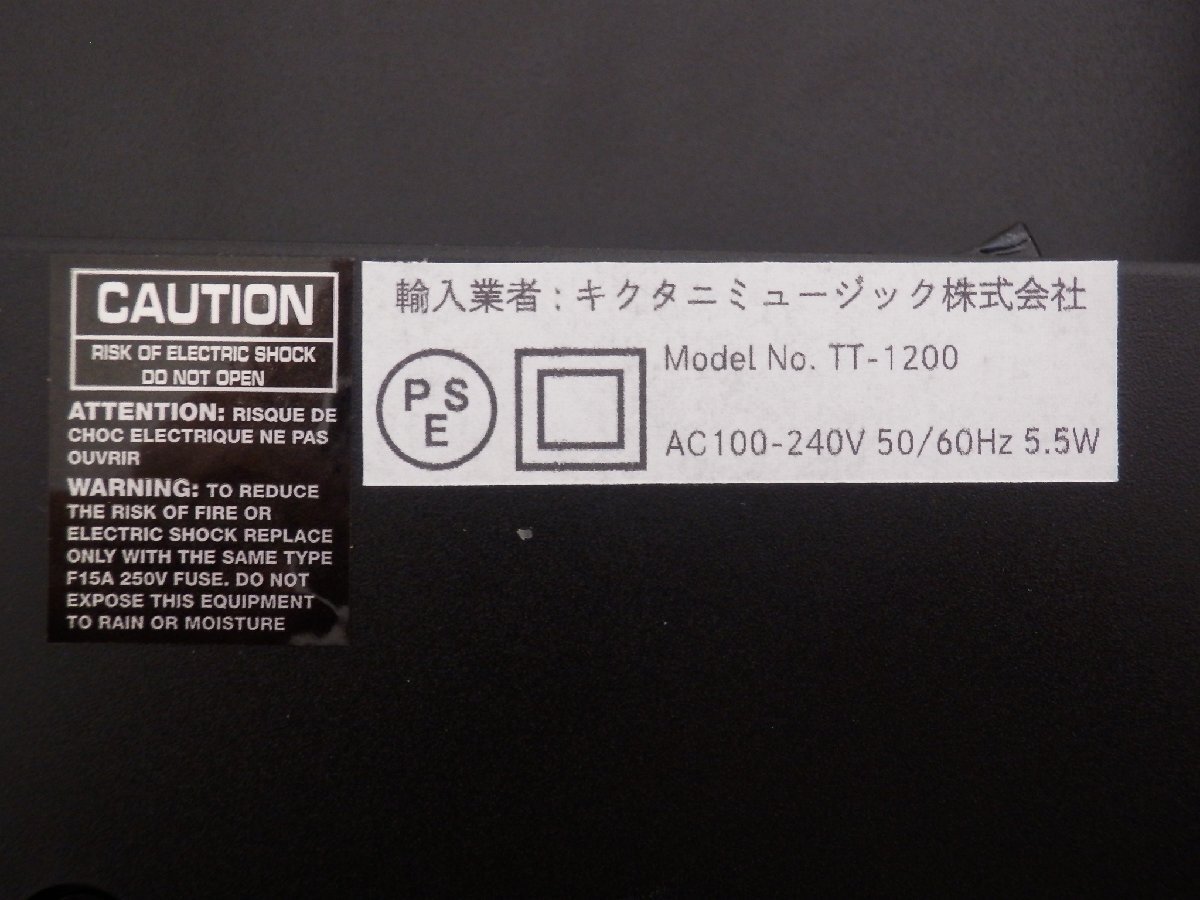 CAUTION
RISK OF ELECTRIC SHOCK
DO NOT OPEN
ATTENTION: RISQUE DE
CHOC ELECTRIQUE NE PAS
OUVRIR
WARNING: TO REDUCE
THE RISK OF FIRE OR
ELECTRIC SHOCK REPLACE
ONLY WITH THE SAME TYPE
F15A 250V FUSE. DO NOT
EXPOSE THIS EQUIPMENT
TO RAIN OR MOISTURE
輸入業者：キクタニミュージック株式会社
PSE
Model No. TT-1200
AC100-240V 50/60Hz 5.5W